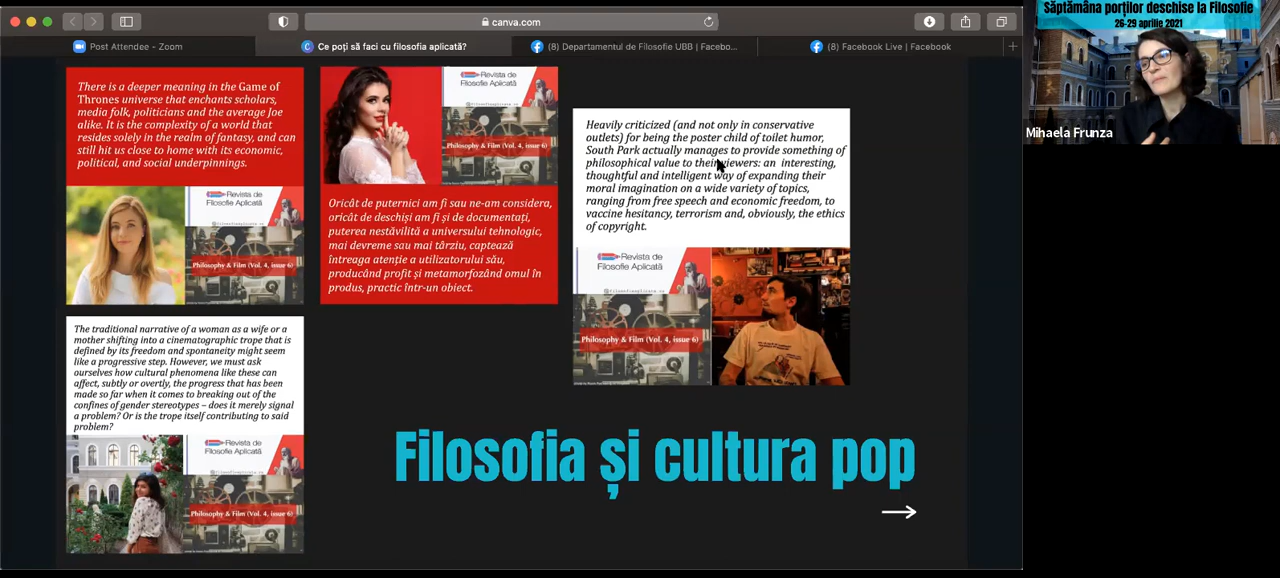 canva.com
Post Attendee - Zoom
Ce poți să faci cu filosofia aplicată?
(8) Departamentul de Filosofie UBB | Facebo...
(8) Facebook Live | Facebook
There is a deeper meaning in the Game of
Thrones universe that enchants scholars,
media folk, politicians and the average Joe
alike. It is the complexity of a world that
resides solely in the realm of fantasy, and can
still hit us close to home with its economic,
political, and social underpinnings.
Revista de
Filosofie Aplicată
Philosophy & Film (Vol. 4, issue 6)
Revista de
Filosofie Aplicată
Philosophy & Film (Vol. 4, issue 6)
Oricât de puternici am fi sau ne-am considera,
oricât de deschiși am fi și de documentați,
puterea nestăvilită a universului tehnologic,
mai devreme sau mai târziu, captează
întreaga atenție a utilizatorului său,
producând profit și metamorfozând omul în
produs, practic într-un obiect.
Heavily criticized (and not only in conservative
outlets) for being the poster child of toilet humor,
South Park actually manages to provide something of
philosophical value to their viewers: an interesting,
thoughtful and intelligent way of expanding their
moral imagination on a wide variety of topics,
ranging from free speech and economic freedom, to
vaccine hesitancy, terrorism and, obviously, the ethics
of copyright.
Revista de
Filosofie Aplicată
Philosophy & Film (Vol. 4, issue 6)
The traditional narrative of a woman as a wife or a
mother shifting into a cinematographic trope that is
defined by its freedom and spontaneity might seem
like a progressive step. However, we must ask
ourselves how cultural phenomena like these can
affect, subtly or overtly, the progress that has been
made so far when it comes to breaking out of the
confines of gender stereotypes – does it merely signal
a problem? Or is the trope itself contributing to said
problem?
Revista de
Filosofie Aplicată
Philosophy & Film (Vol. 4, issue 6)
Filosofia și cultura pop
Săptămâna porților deschise la Filosofie
26-29 aprilie 2021
Mihaela Frunza